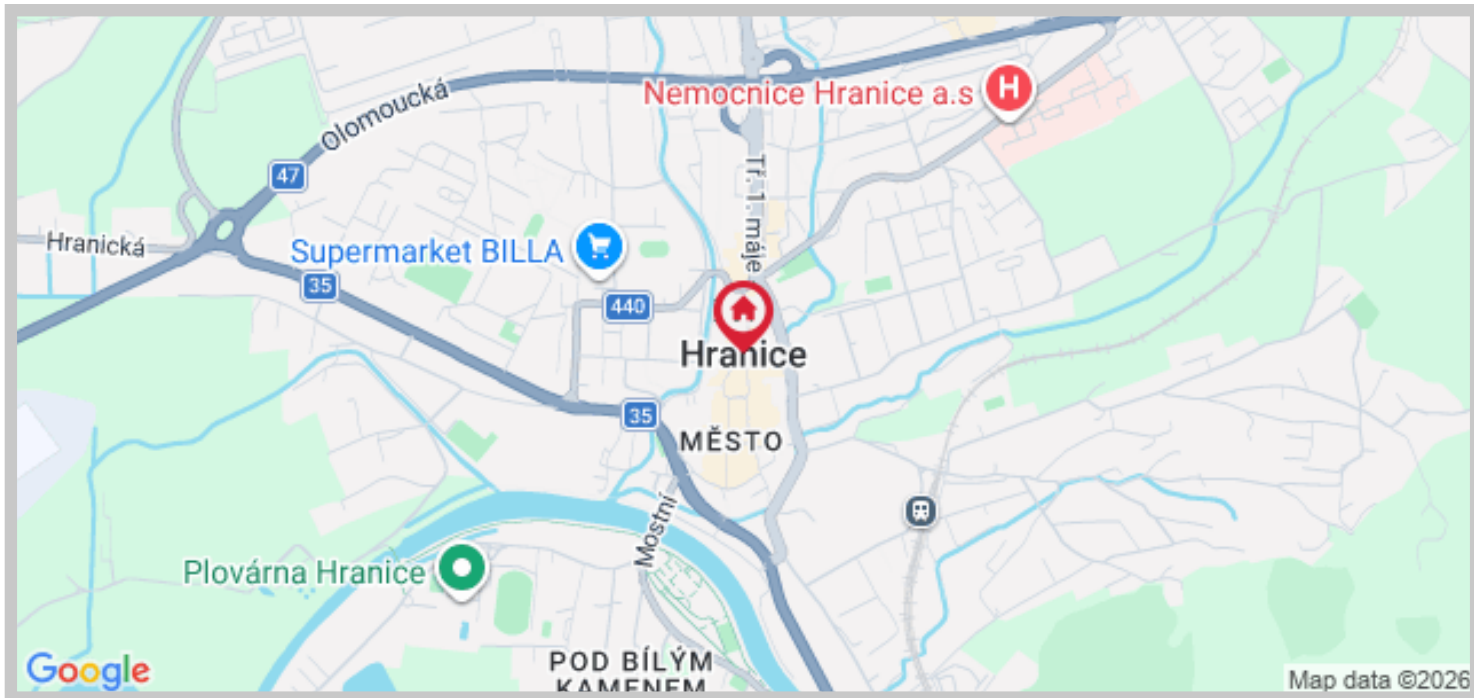 Nemocnice Hranice a.s
H
Olomoucká
47
Tř. 1. máje
Hranická
Supermarket BILLA
35
440
Hranice
35
MĚSTO
Mostní
Plovárna Hranice
POD BÍLÝM
KAMENEM
Google
Map data ©2026